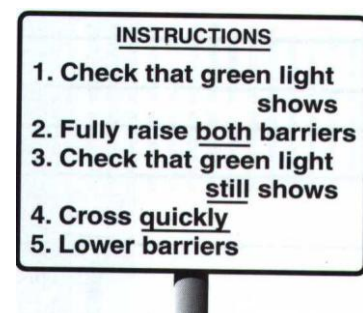 INSTRUCTIONS
1. Check that green light
shows
2. Fully raise both barriers
3. Check that green light
still shows
4. Cross quickly
5. Lower barriers